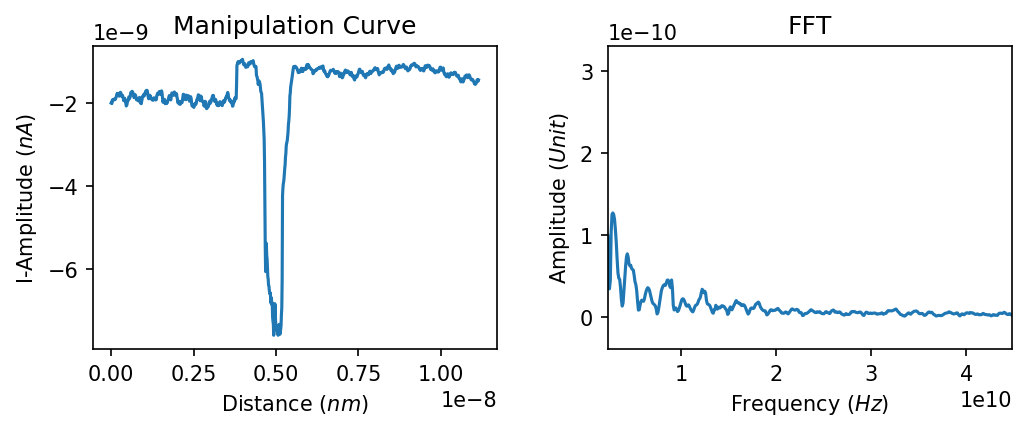 Manipulation Curve
1e−9
I-Amplitude (nA)
−2
−4
−6
0.00 0.25 0.50 0.75 1.00
1e−8
Distance (nm)
FFT
1e−10
Amplitude (Unit)
3
2
1
0
1 2 3 4
1e10
Frequency (Hz)